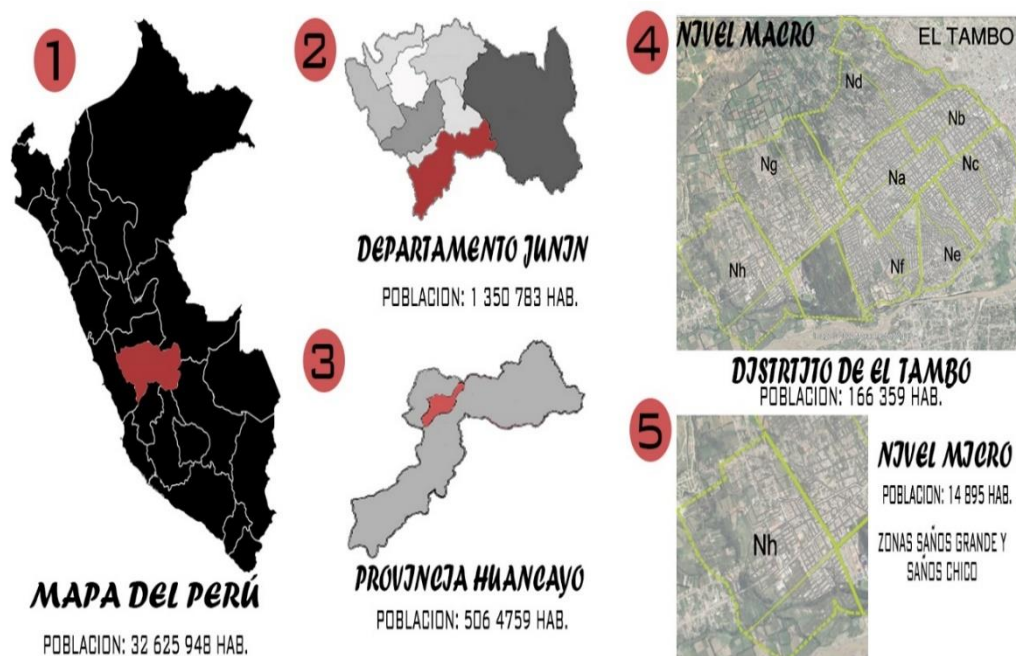 1
MAPA DEL PERÚ
POBLACION: 32 625 948 HAB.
2
DEPARTAMENTO JUNIN
POBLACION: 1 350 783 HAB.
3
PROVINCIA HUANCAYO
POBLACION: 506 4759 HAB.
4
NIVEL MACRO
EL TAMBO
Nd
Nb
Nc
Ng
Na
Nh
Nf
Ne
DISTRITO DE EL TAMBO
POBLACION: 166 359 HAB.
5
Nh
NIVEL MICRO
POBLACION: 14 895 HAB.
ZONAS SAÑOS GRANDE Y
SAÑOS CHICO